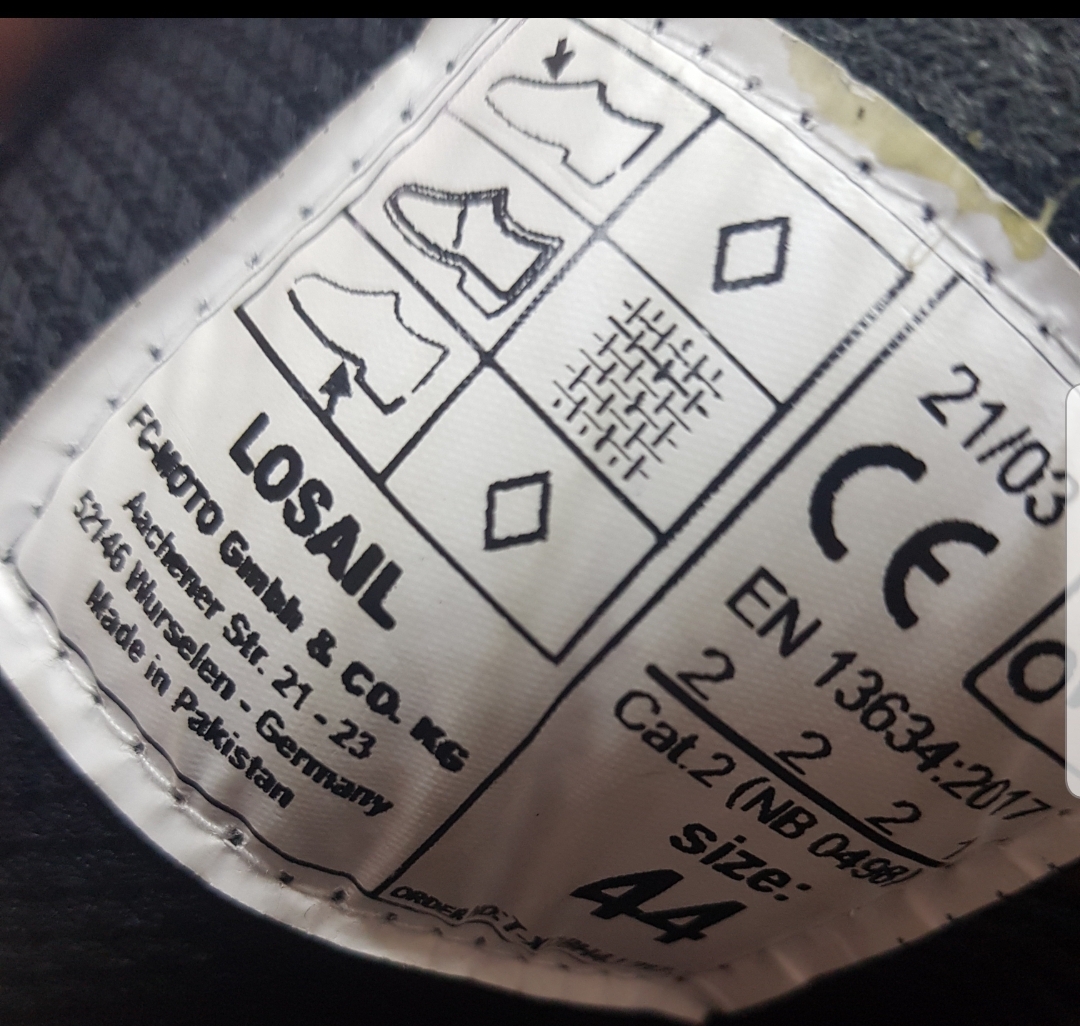 LOSAIL
FC-MOTO GmbH & CO. KG
Aachener Str. 21 - 23
52146 Wurselen - Germany
Made in Pakistan
21/03
CE
EN 13634:2017
2 2 2
Cat.2 (NB 0498)
size:
44
ORDER